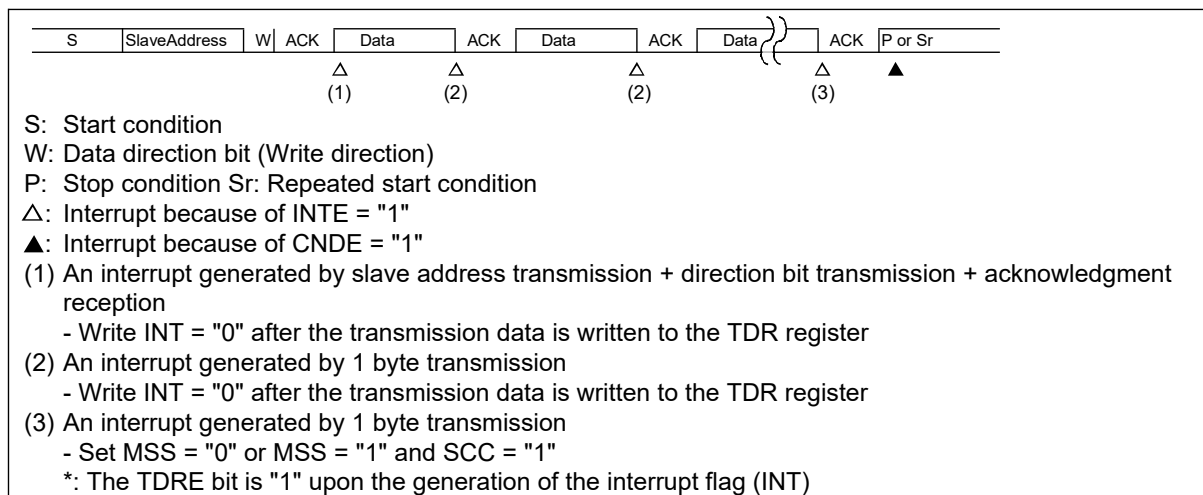 S SlaveAddress W ACK Data ACK Data ACK Data ACK P or Sr
△ △ △ △ ▲
(1) (2) (2) (3)
S: Start condition
W: Data direction bit (Write direction)
P: Stop condition Sr: Repeated start condition
△: Interrupt because of INTE = "1"
▲: Interrupt because of CNDE = "1"
(1) An interrupt generated by slave address transmission + direction bit transmission + acknowledgment
reception
- Write INT = "0" after the transmission data is written to the TDR register
(2) An interrupt generated by 1 byte transmission
- Write INT = "0" after the transmission data is written to the TDR register
(3) An interrupt generated by 1 byte transmission
- Set MSS = "0" or MSS = "1" and SCC = "1"
*: The TDRE bit is "1" upon the generation of the interrupt flag (INT)